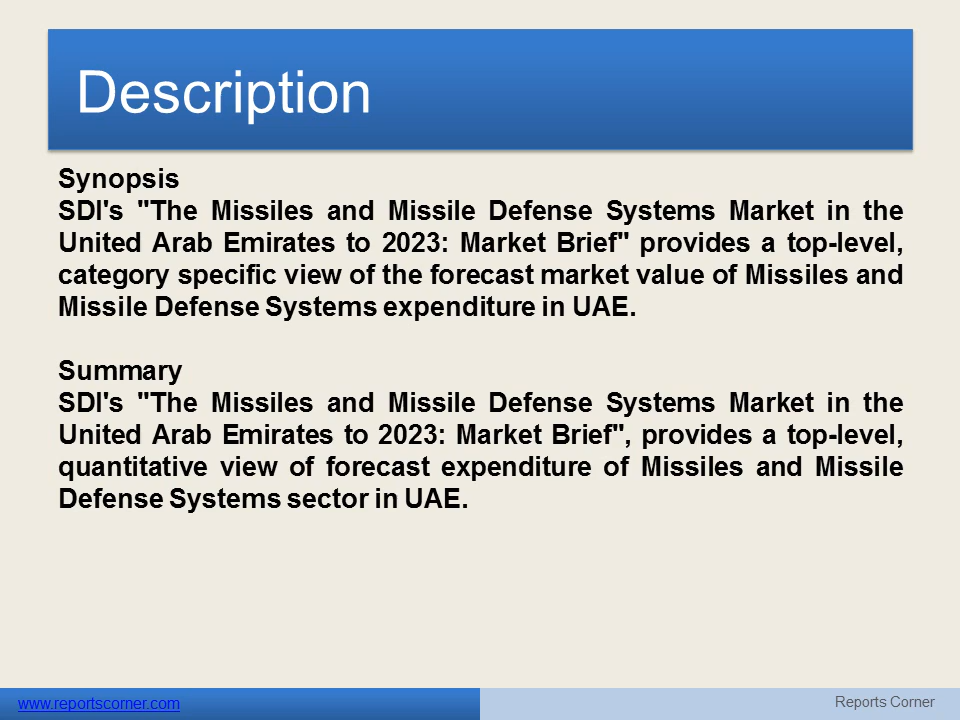 Description
Synopsis
SDI's "The Missiles and Missile Defense Systems Market in the
United Arab Emirates to 2023: Market Brief" provides a top-level,
category specific view of the forecast market value of Missiles and
Missile Defense Systems expenditure in UAE.
Summary
SDI's "The Missiles and Missile Defense Systems Market in the
United Arab Emirates to 2023: Market Brief", provides a top-level,
quantitative view of forecast expenditure of Missiles and Missile
Defense Systems sector in UAE.
www.reportscorner.com
Reports Corner